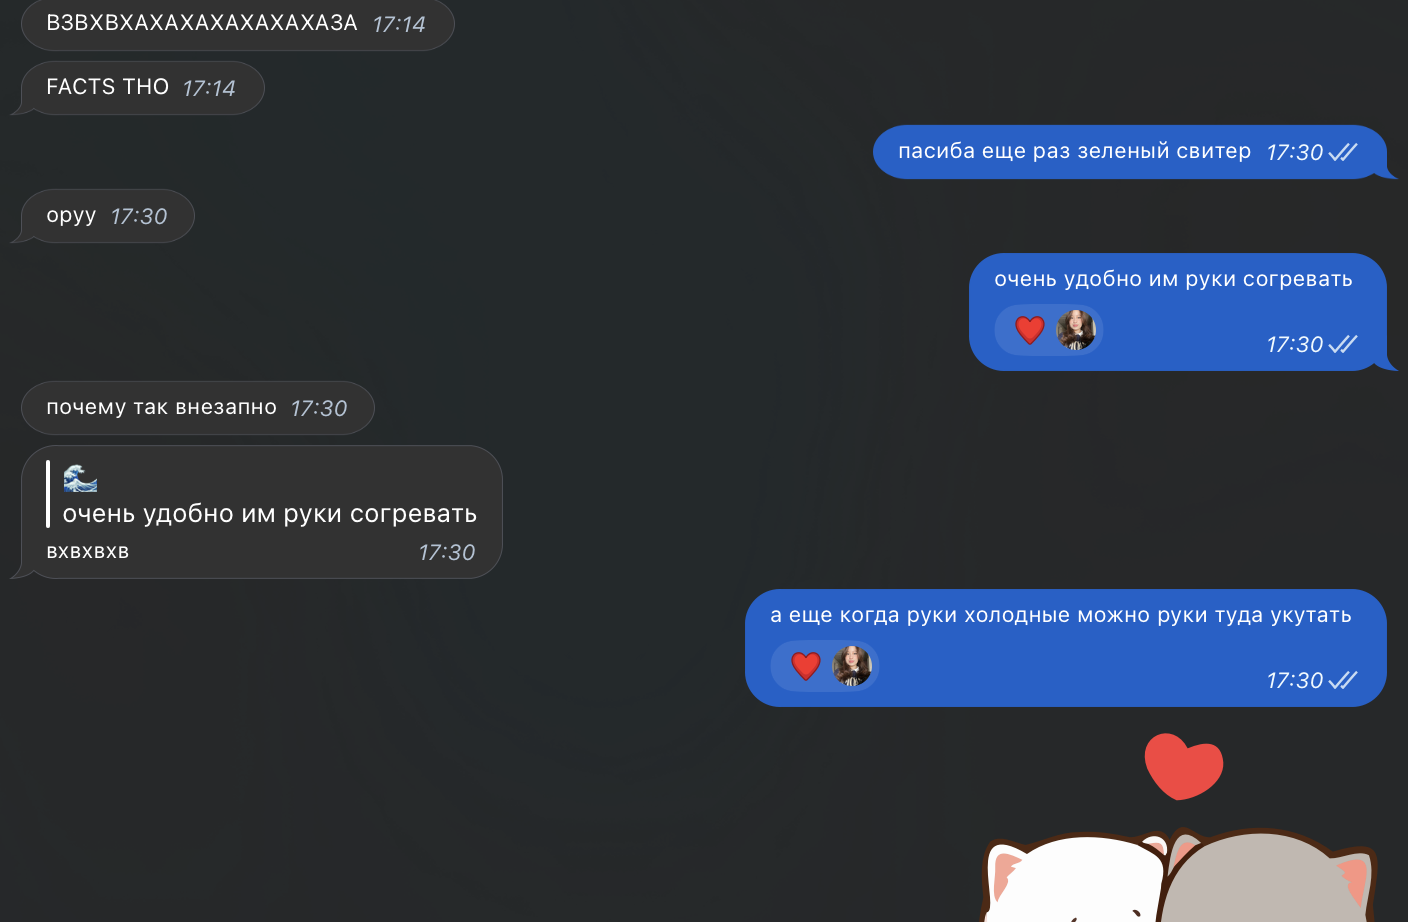 ВЗВХВХАХАХАХАХАХАХАЗА 17:14
FACTS THO 17:14
пасиба еще раз зеленый свитер 17:30
оруу 17:30
очень удобно им руки согревать
17:30
почему так внезапно 17:30
очень удобно им руки согревать
вхвхвхв 17:30
а еще когда руки холодные можно руки туда укутать
17:30